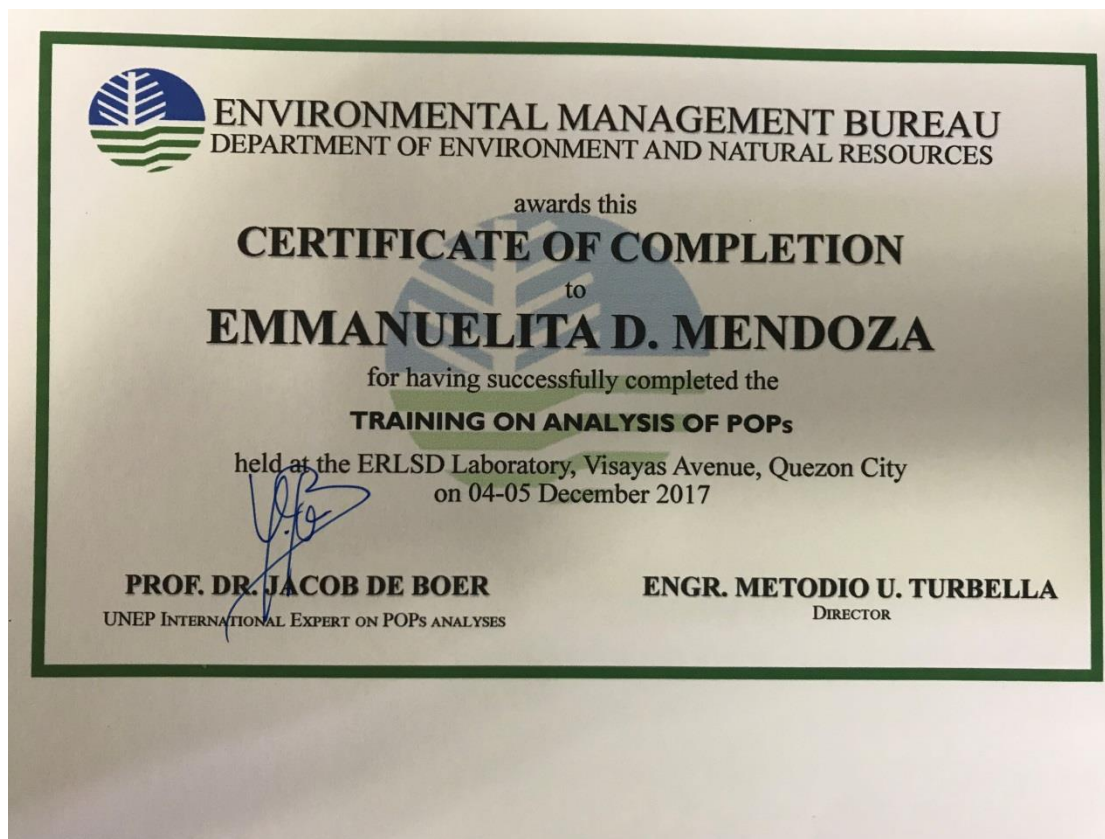 ENVIRONMENTAL MANAGEMENT BUREAU
DEPARTMENT OF ENVIRONMENT AND NATURAL RESOURCES
awards this
CERTIFICATE OF COMPLETION
to
EMMANUELITA D. MENDOZA
for having successfully completed the
TRAINING ON ANALYSIS OF POPs
held at the ERLSD Laboratory, Visayas Avenue, Quezon City
on 04-05 December 2017
PROF. DR. JACOB DE BOER
UNEP INTERNATIONAL EXPERT ON POPS ANALYSES
ENGR. METODIO U. TURBELLA
DIRECTOR